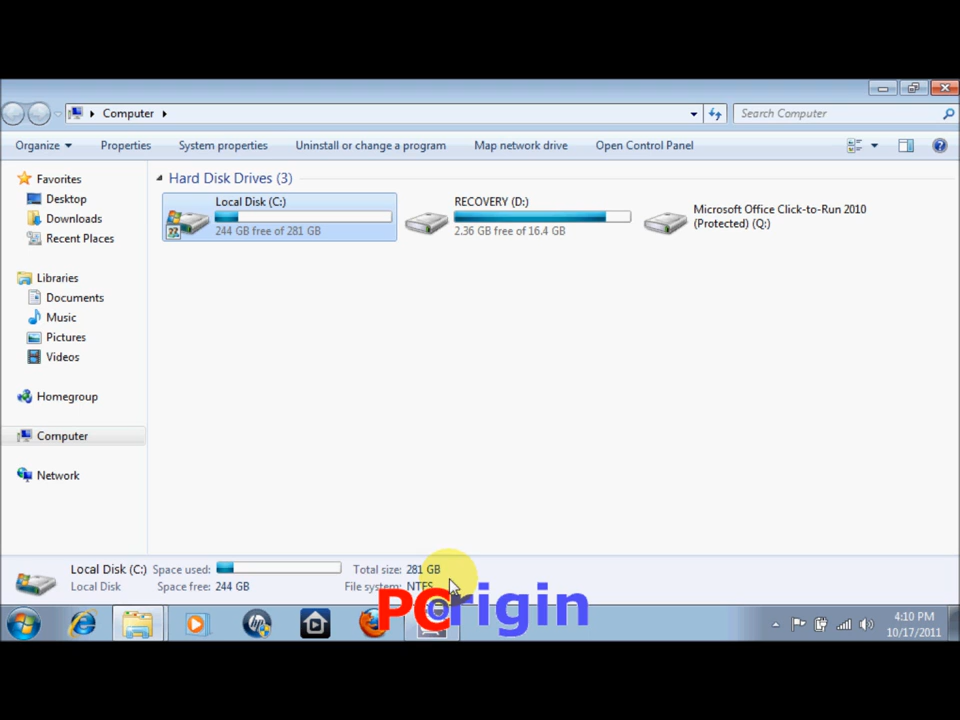 Computer
Search Computer
Organize Properties System properties Uninstall or change a program Map network drive Open Control Panel
Favorites
Desktop
Downloads
Recent Places
Libraries
Documents
Music
Pictures
Videos
Homegroup
Computer
Network
Hard Disk Drives (3)
Local Disk (C:)
244 GB free of 281 GB
RECOVERY (D:)
2.36 GB free of 16.4 GB
Microsoft Office Click-to-Run 2010
(Protected) (Q:)
Local Disk (C:) Space used: Total size: 281 GB
Local Disk Space free: 244 GB File system: NTFS
PCorigin
4:10 PM
10/17/2011